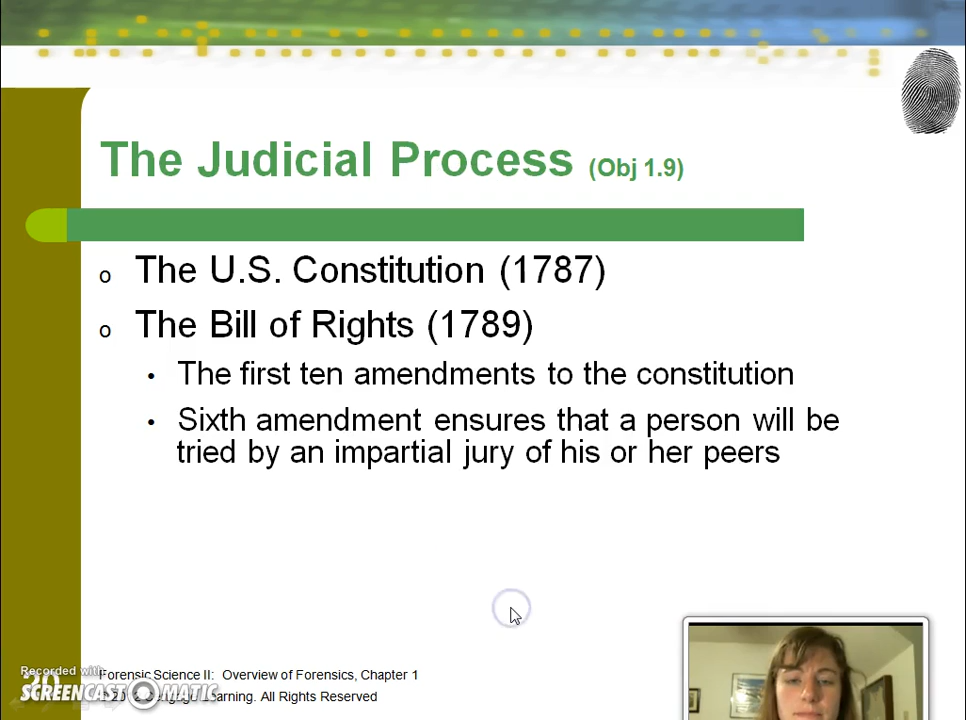 The Judicial Process (Obj 1.9)
o The U.S. Constitution (1787)
o The Bill of Rights (1789)
• The first ten amendments to the constitution
• Sixth amendment ensures that a person will be
tried by an impartial jury of his or her peers
Recorded with
SCREENCAST MATIC
Forensic Science II: Overview of Forensics, Chapter 1
Learning. All Rights Reserved